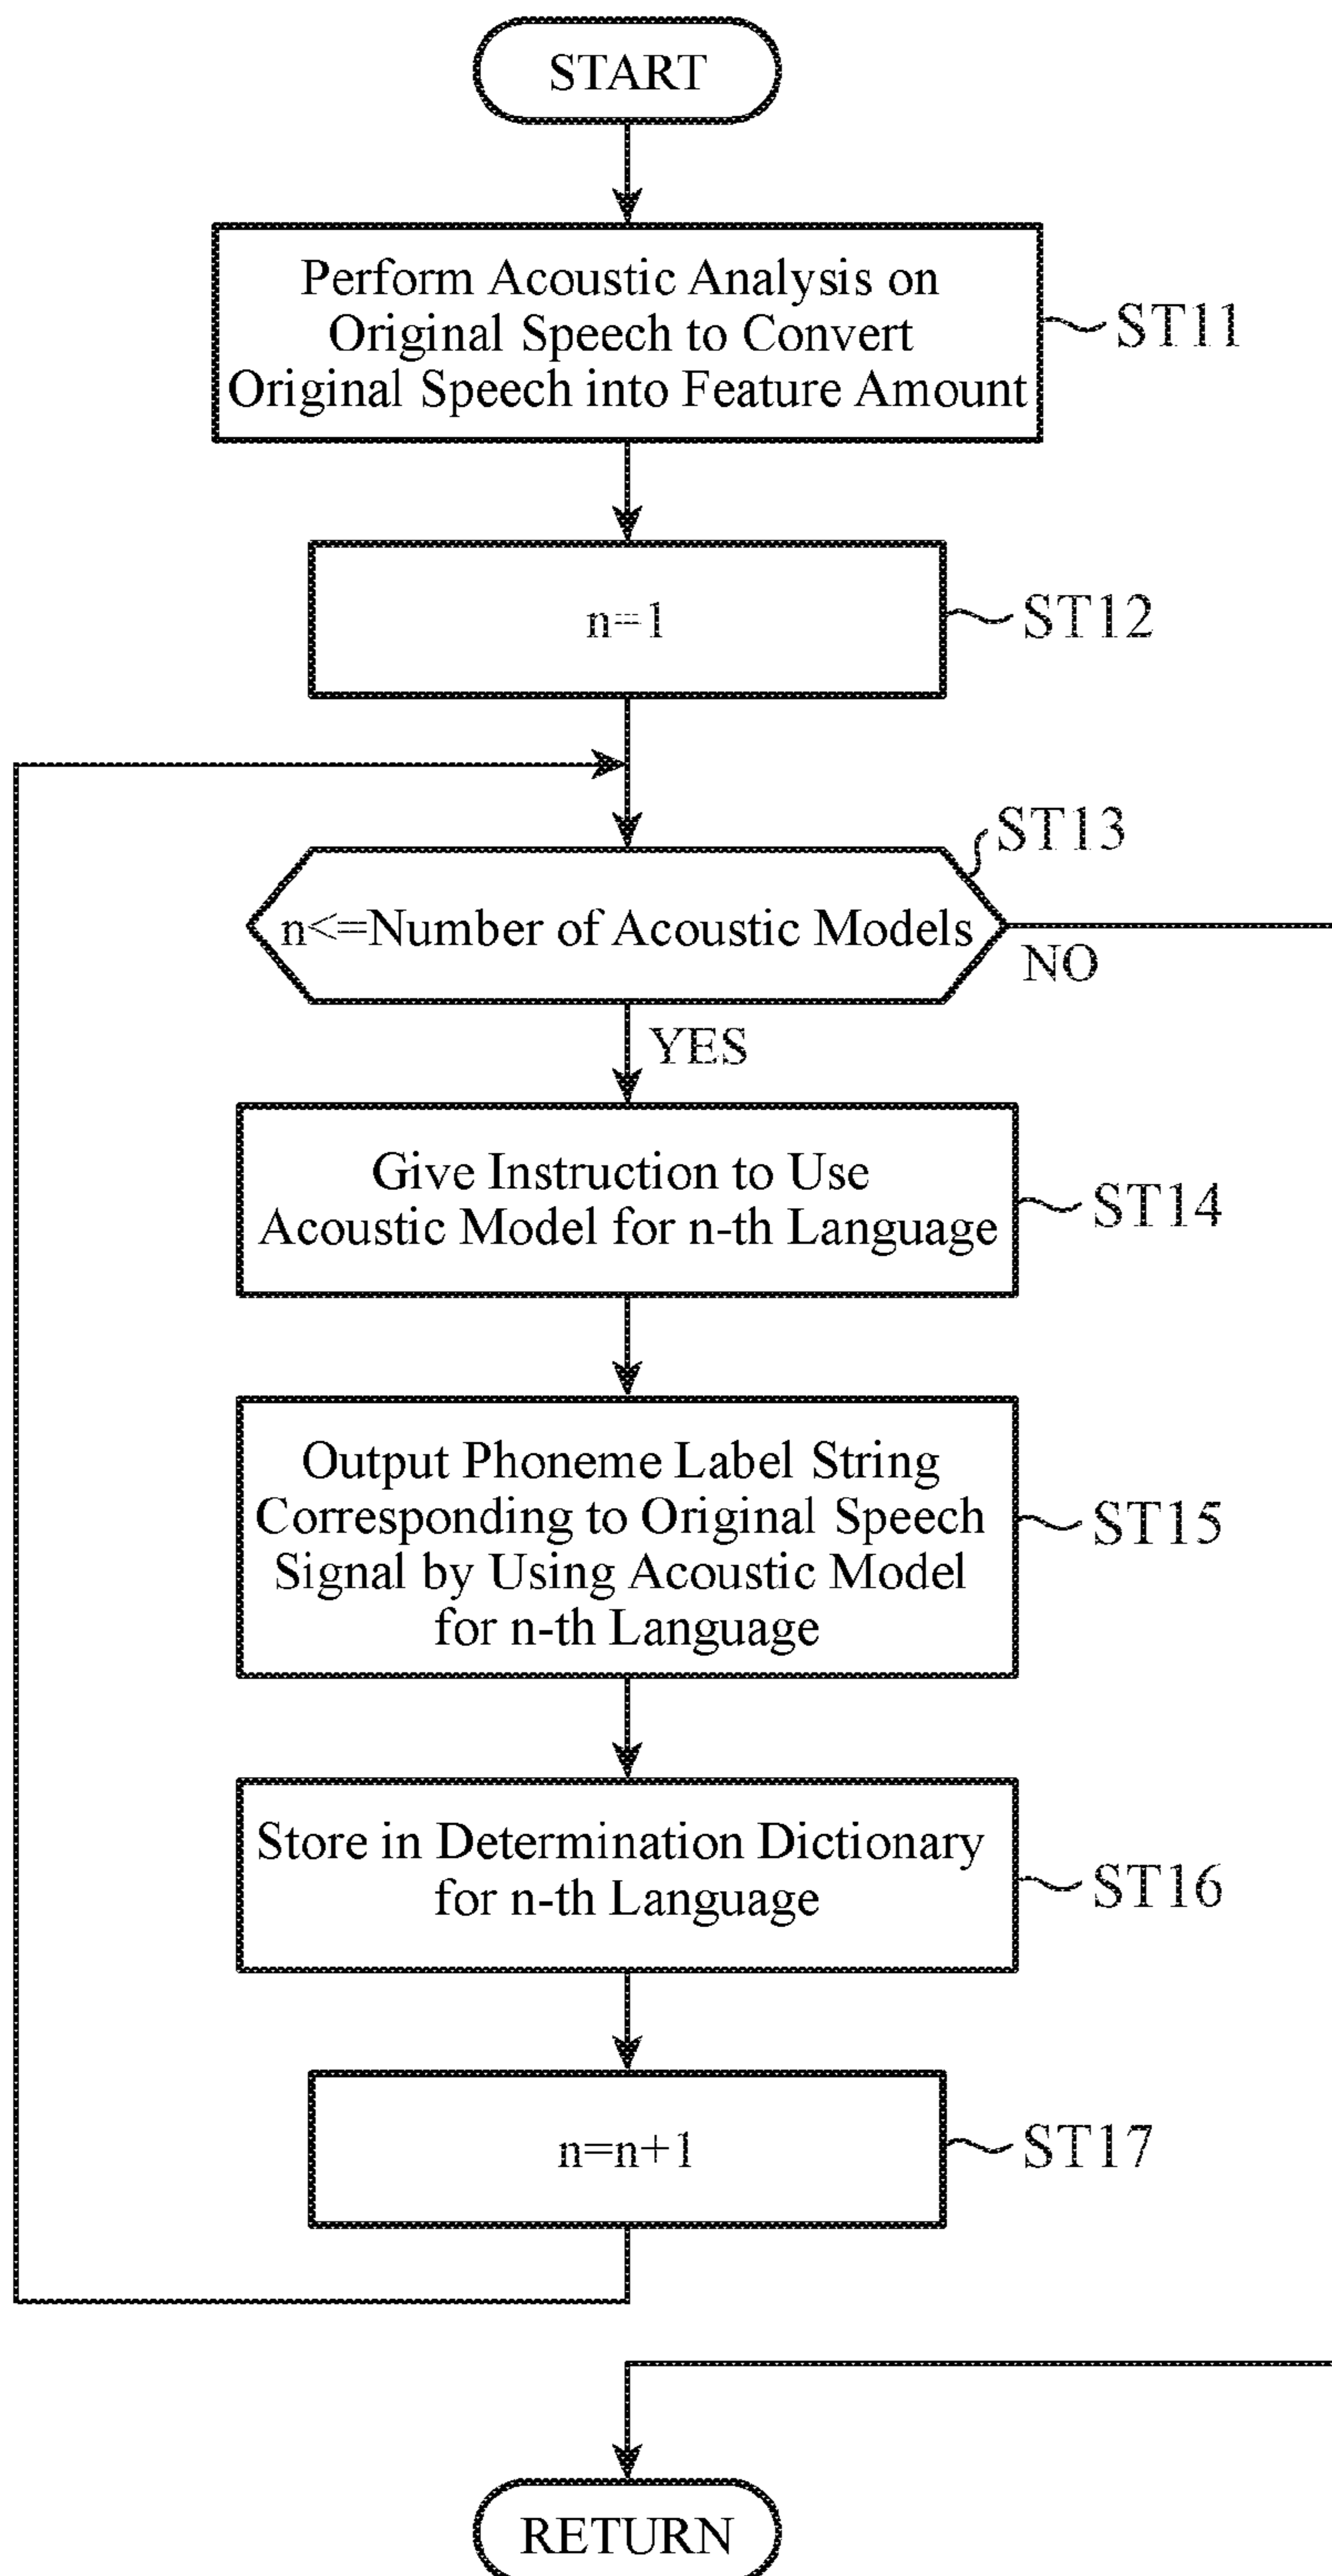 START
Perform Acoustic Analysis on
Original Speech to Convert
Original Speech into Feature Amount
ST11
n=1
ST12
ST13
n<=Number of Acoustic Models
NO
YES
Give Instruction to Use
Acoustic Model for n-th Language
ST14
Output Phoneme Label String
Corresponding to Original Speech
Signal by Using Acoustic Model
for n-th Language
ST15
Store in Determination Dictionary
for n-th Language
ST16
n=n+1
ST17
RETURN